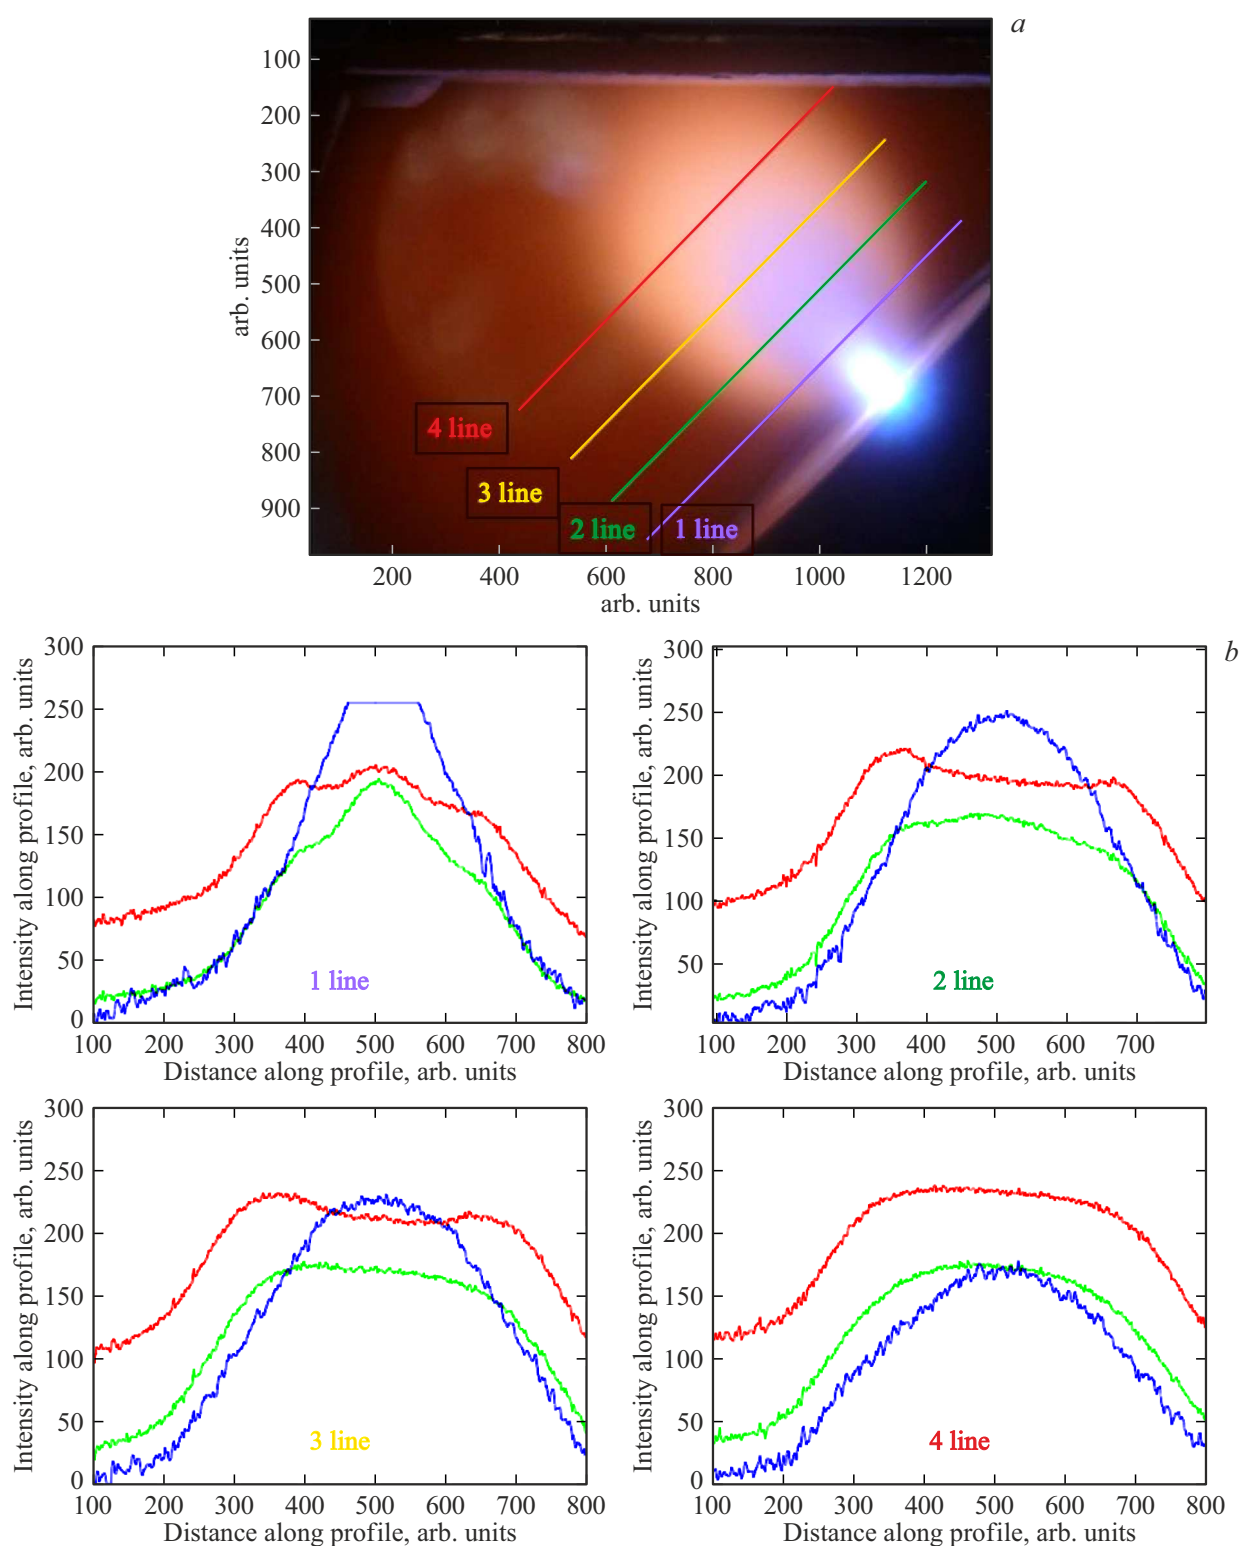 a
100
200
300
400
500
600
700
800
900
arb. units
4 line
3 line
2 line
1 line
200 400 600 800 1000 1200
arb. units
b
300
250
200
150
100
50
0
Intensity along profile, arb. units
1 line
100 200 300 400 500 600 700 800
Distance along profile, arb. units
300
250
200
150
100
50
Intensity along profile, arb. units
2 line
100 200 300 400 500 600 700
Distance along profile, arb. units
300
250
200
150
100
50
0
Intensity along profile, arb. units
3 line
100 200 300 400 500 600 700 800
Distance along profile, arb. units
300
250
200
150
100
50
0
Intensity along profile, arb. units
4 line
100 200 300 400 500 600 700 800
Distance along profile, arb. units